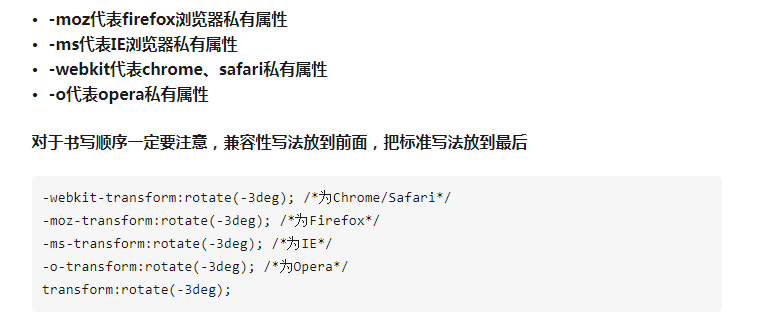 • -moz代表firefox浏览器私有属性
• -ms代表IE浏览器私有属性
• -webkit代表chrome、safari私有属性
• -o代表opera私有属性
对于书写顺序一定要注意，兼容性写法放到前面，把标准写法放到最后
-webkit-transform:rotate(-3deg); /*为Chrome/Safari*/
-moz-transform:rotate(-3deg); /*为Firefox*/
-ms-transform:rotate(-3deg); /*为IE*/
-o-transform:rotate(-3deg); /*为Opera*/
transform:rotate(-3deg);